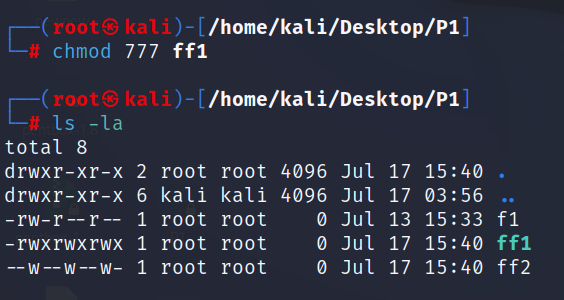 ┌──(root㉿kali)-[/home/kali/Desktop/P1]
└─# chmod 777 ff1
┌──(root㉿kali)-[/home/kali/Desktop/P1]
└─# ls -la
total 8
drwxr-xr-x 2 root root 4096 Jul 17 15:40 .
drwxr-xr-x 6 kali kali 4096 Jul 17 03:56 ..
-rw-r--r-- 1 root root    0 Jul 13 15:33 f1
-rwxrwxrwx 1 root root    0 Jul 17 15:40 ff1
--w--w--w- 1 root root    0 Jul 17 15:40 ff2